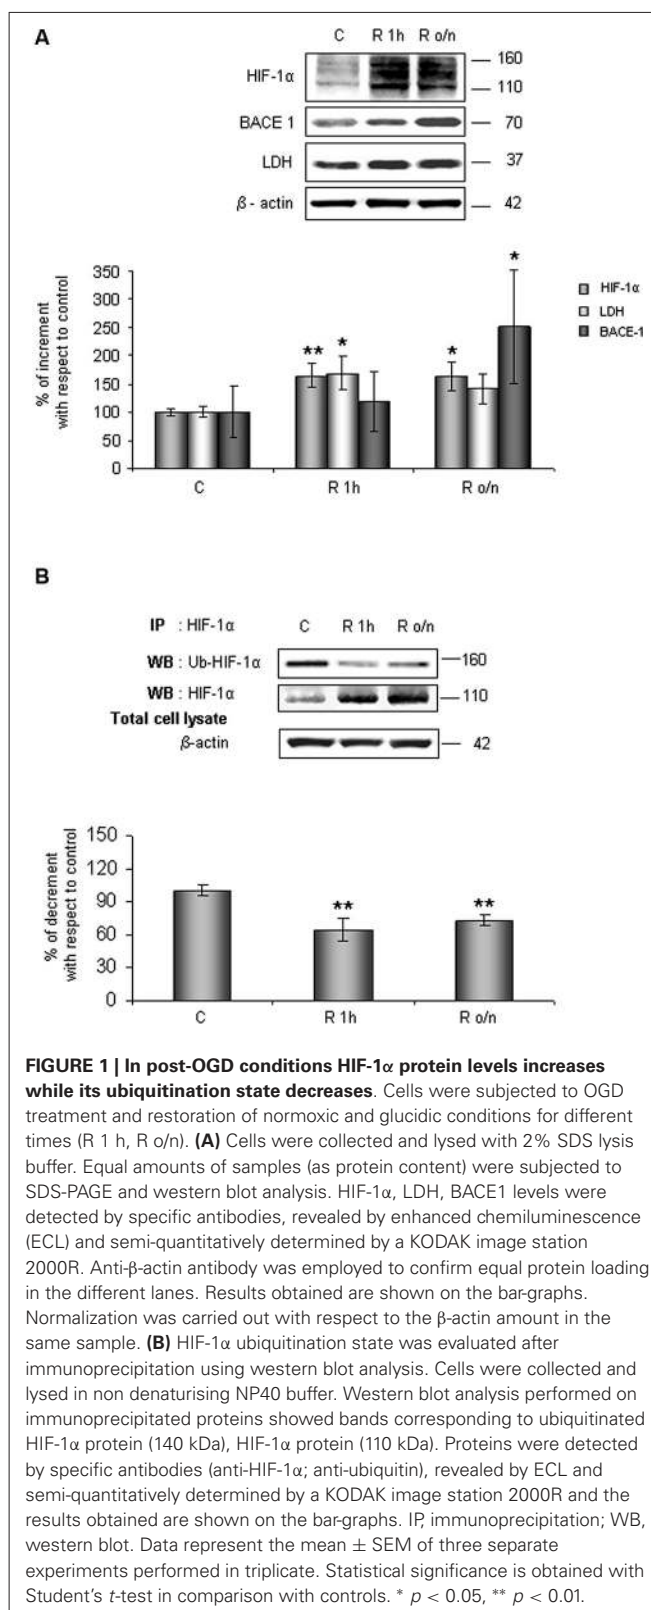 A
C R 1h R o/n
HIF-1α
160
110
BACE 1
70
LDH
37
β - actin
42
% of increment
with respect to control
350
300
250
200
150
100
50
0
** * * *
HIF-1α
LDH
BACE-1
C R 1h R o/n
B
IP : HIF-1α C R 1h R o/n
WB : Ub-HIF-1α 160
WB : HIF-1α 110
Total cell lysate
β-actin 42
% of decrement
with respect to control
150
120
90
60
30
0
** **
C R 1h R o/n
FIGURE 1 | In post-OGD conditions HIF-1α protein levels increases
while its ubiquitination state decreases. Cells were subjected to OGD
treatment and restoration of normoxic and glucidic conditions for different
times (R 1 h, R o/n). (A) Cells were collected and lysed with 2% SDS lysis
buffer. Equal amounts of samples (as protein content) were subjected to
SDS-PAGE and western blot analysis. HIF-1α, LDH, BACE1 levels were
detected by specific antibodies, revealed by enhanced chemiluminescence
(ECL) and semi-quantitatively determined by a KODAK image station
2000R. Anti-β-actin antibody was employed to confirm equal protein loading
in the different lanes. Results obtained are shown on the bar-graphs.
Normalization was carried out with respect to the β-actin amount in the
same sample. (B) HIF-1α ubiquitination state was evaluated after
immunoprecipitation using western blot analysis. Cells were collected and
lysed in non denaturising NP40 buffer. Western blot analysis performed on
immunoprecipitated proteins showed bands corresponding to ubiquitinated
HIF-1α protein (140 kDa), HIF-1α protein (110 kDa). Proteins were detected
by specific antibodies (anti-HIF-1α; anti-ubiquitin), revealed by ECL and
semi-quantitatively determined by a KODAK image station 2000R and the
results obtained are shown on the bar-graphs. IP, immunoprecipitation; WB,
western blot. Data represent the mean ± SEM of three separate
experiments performed in triplicate. Statistical significance is obtained with
Student's t-test in comparison with controls. * p < 0.05, ** p < 0.01.